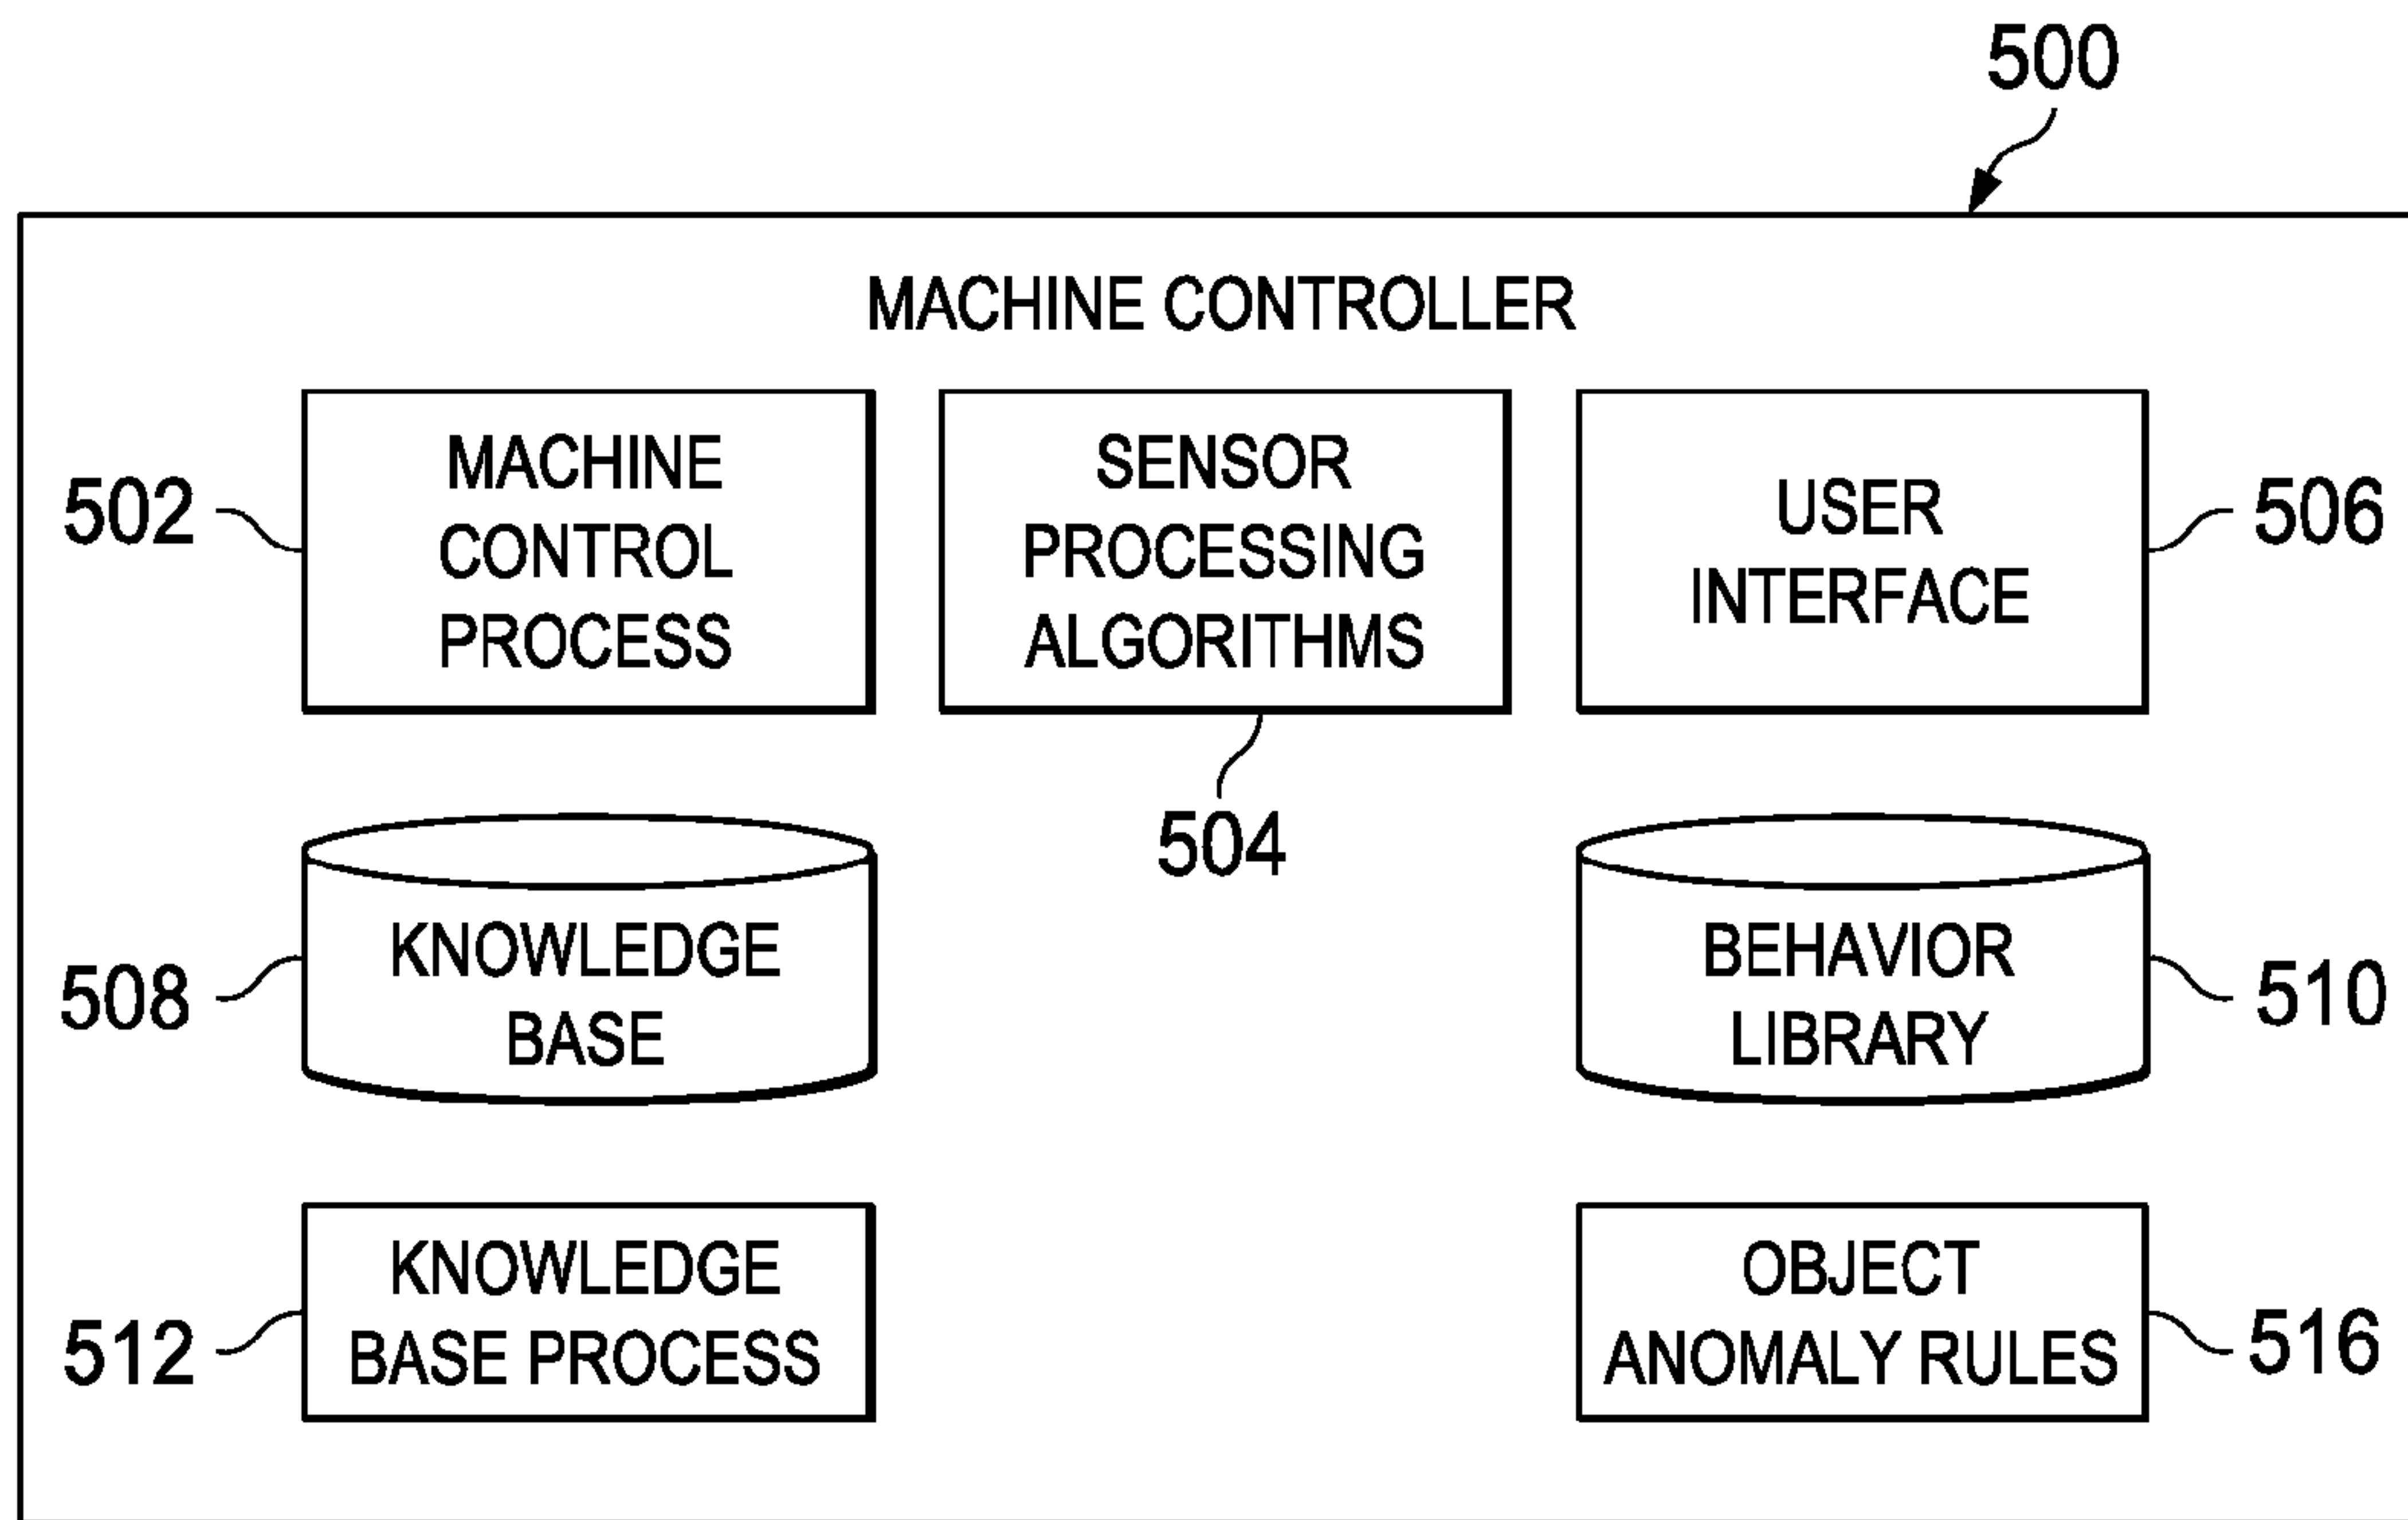 500
MACHINE CONTROLLER
502
MACHINE
CONTROL
PROCESS
SENSOR
PROCESSING
ALGORITHMS
504
USER
INTERFACE
506
508
KNOWLEDGE
BASE
BEHAVIOR
LIBRARY
510
512
KNOWLEDGE
BASE PROCESS
OBJECT
ANOMALY RULES
516